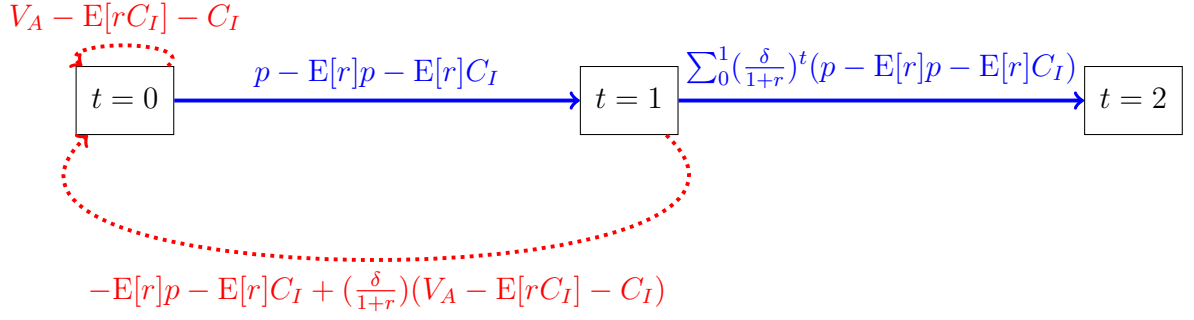 V_A − E[rC_I] − C_I
p − E[r]p − E[r]C_I
∑_0^1(δ/(1+r))^t(p − E[r]p − E[r]C_I)
t = 0
t = 1
t = 2
−E[r]p − E[r]C_I + (δ/(1+r))(V_A − E[rC_I] − C_I)